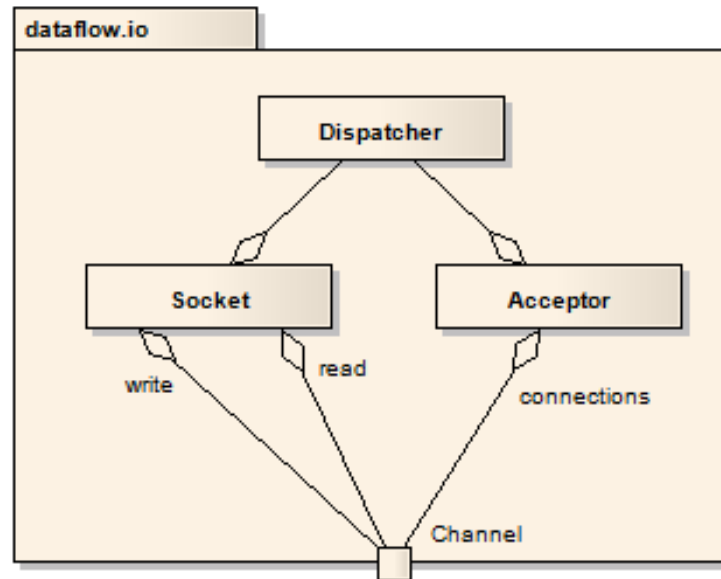 dataflow.io
Dispatcher
Socket
Acceptor
write
read
connections
Channel